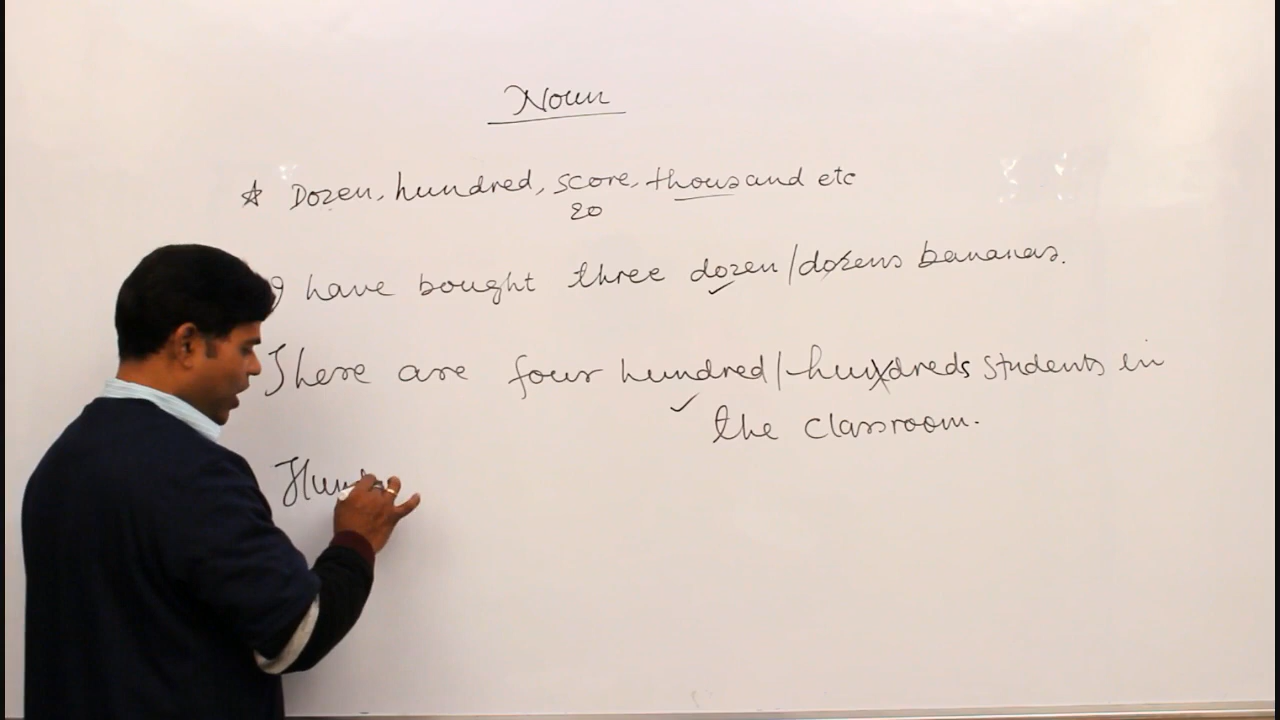 Noun
☆ Dozen, hundred, score, thousand etc
20
I have bought three dozen/dozens bananas.
There are four hundred/hundreds students in
the classroom.